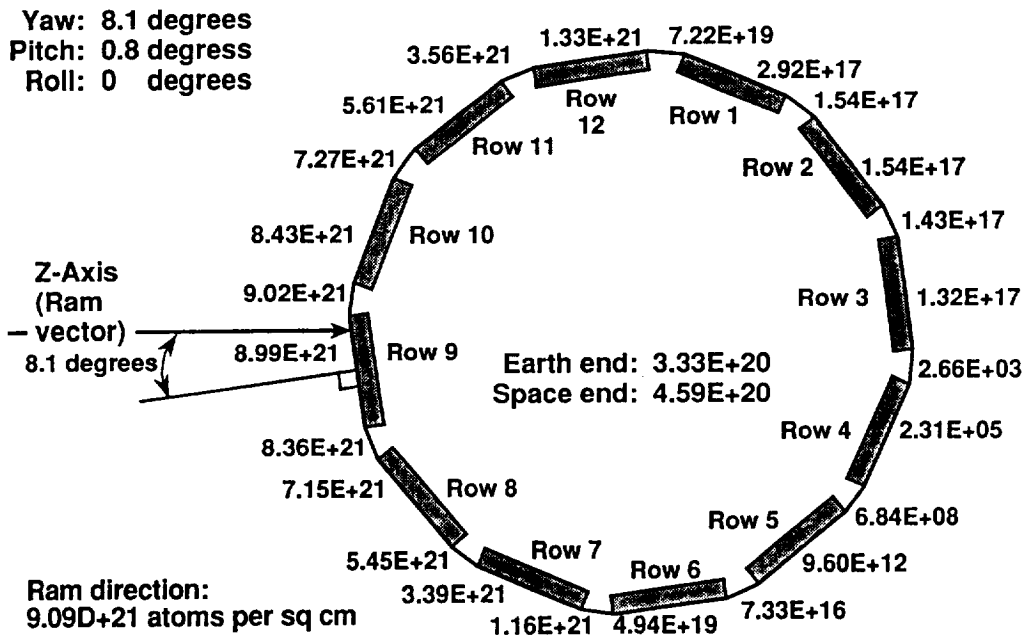 Yaw: 8.1 degrees
Pitch: 0.8 degress
Roll: 0 degrees
1.33E+21
7.22E+19
3.56E+21
2.92E+17
5.61E+21
Row 12
Row 1
1.54E+17
Row 11
7.27E+21
Row 2
1.54E+17
8.43E+21
Row 10
1.43E+17
Z-Axis
(Ram
– vector)
9.02E+21
Row 3
1.32E+17
8.1 degrees
8.99E+21
Row 9
Earth end: 3.33E+20
Space end: 4.59E+20
2.66E+03
Row 4
2.31E+05
8.36E+21
7.15E+21
Row 8
Row 5
6.84E+08
5.45E+21
Row 7
Row 6
9.60E+12
3.39E+21
7.33E+16
1.16E+21
4.94E+19
Ram direction:
9.09D+21 atoms per sq cm